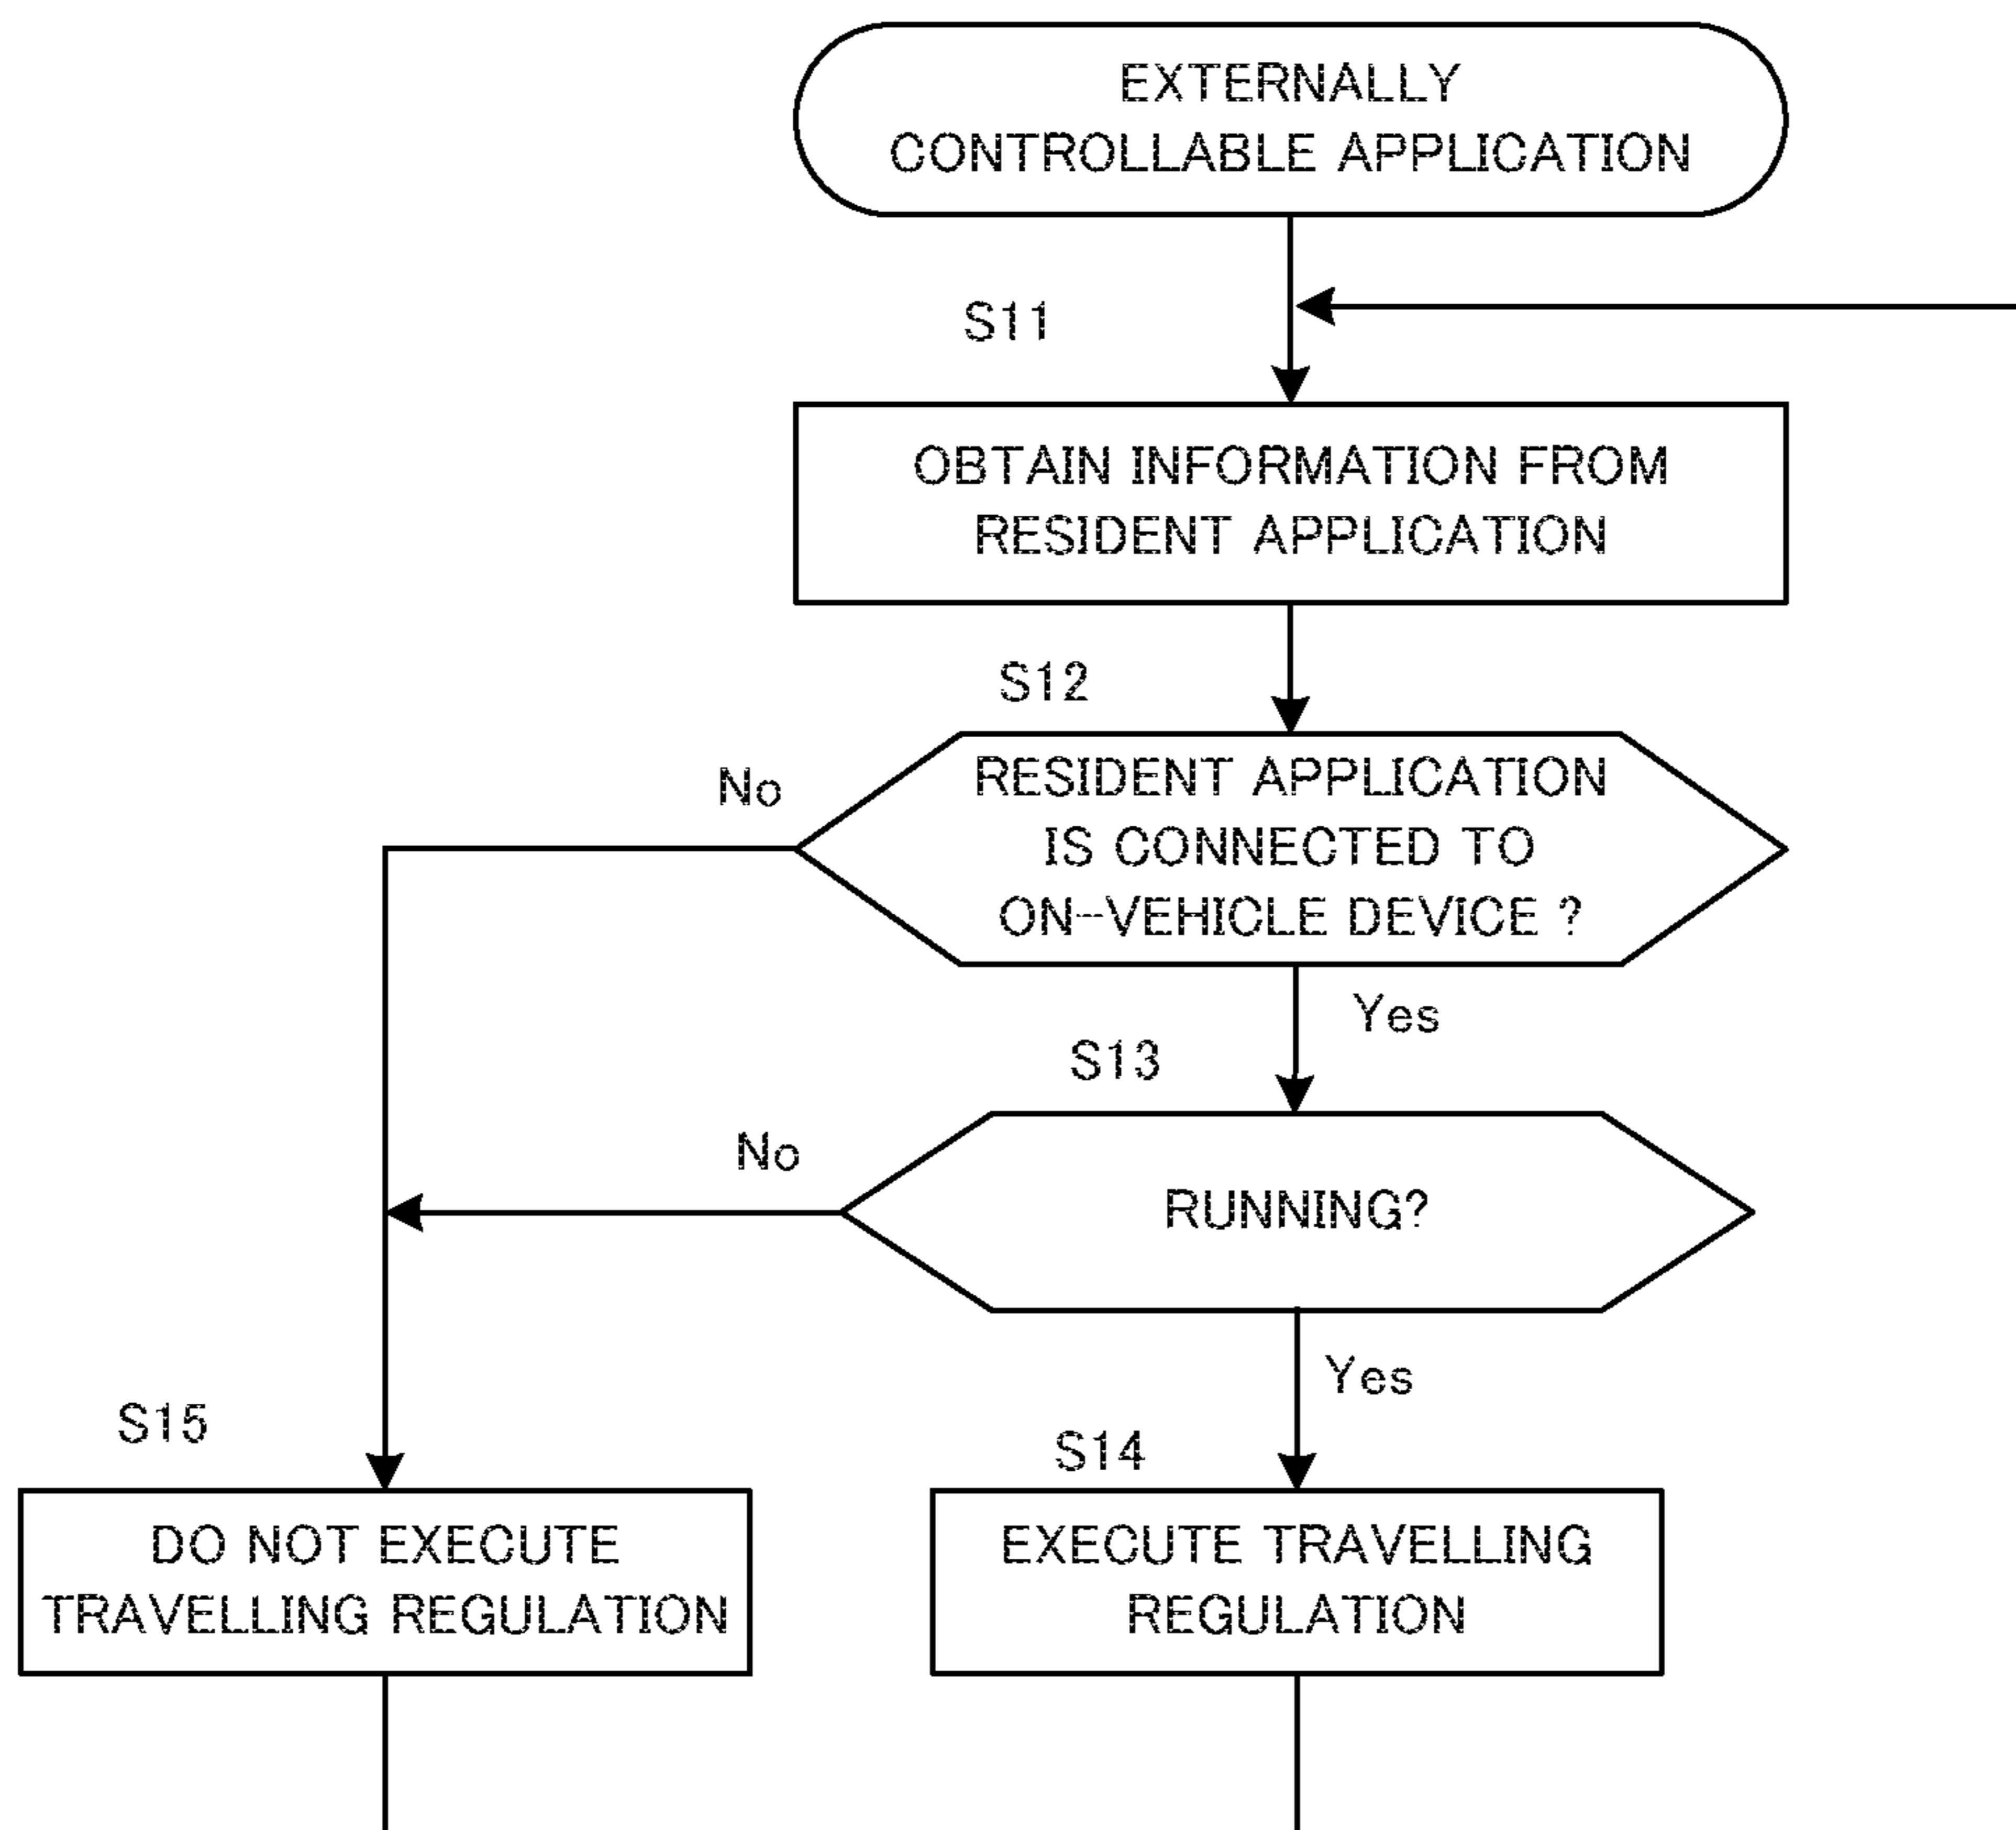 EXTERNALLY
CONTROLLABLE APPLICATION
S11
OBTAIN INFORMATION FROM
RESIDENT APPLICATION
S12
No
RESIDENT APPLICATION
IS CONNECTED TO
ON-VEHICLE DEVICE ?
Yes
S13
No
RUNNING?
Yes
S15
S14
DO NOT EXECUTE
TRAVELLING REGULATION
EXECUTE TRAVELLING
REGULATION